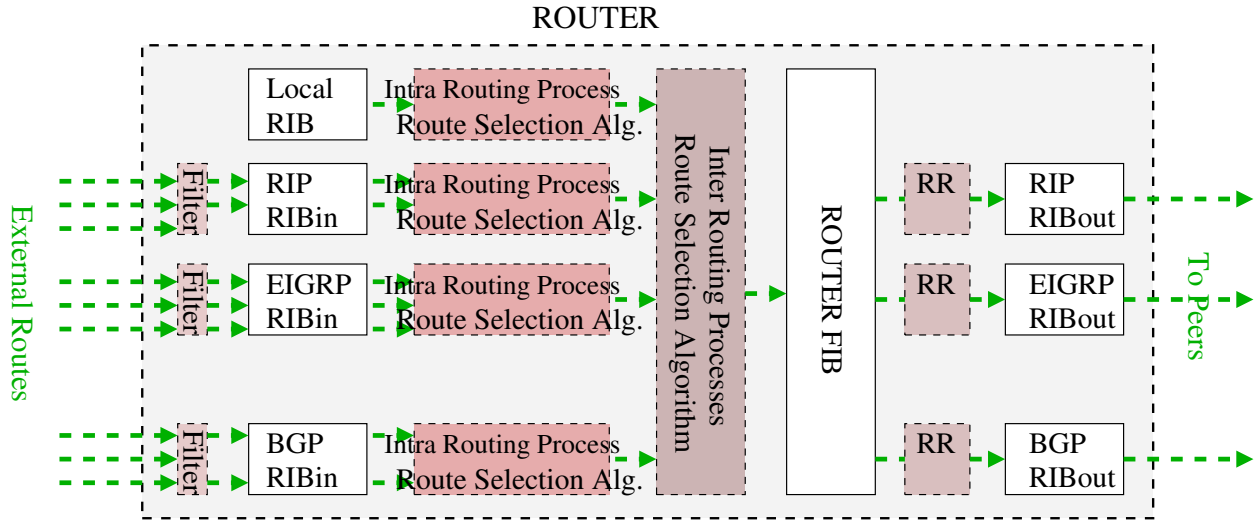 ROUTER
External Routes
Local
RIB
Intra Routing Process
Route Selection Alg.
Filter
RIP
RIBin
Intra Routing Process
Route Selection Alg.
Filter
EIGRP
RIBin
Intra Routing Process
Route Selection Alg.
Filter
BGP
RIBin
Intra Routing Process
Route Selection Alg.
Inter Routing Processes
Route Selection Algorithm
ROUTER FIB
RR
RIP
RIBout
RR
EIGRP
RIBout
RR
BGP
RIBout
To Peers